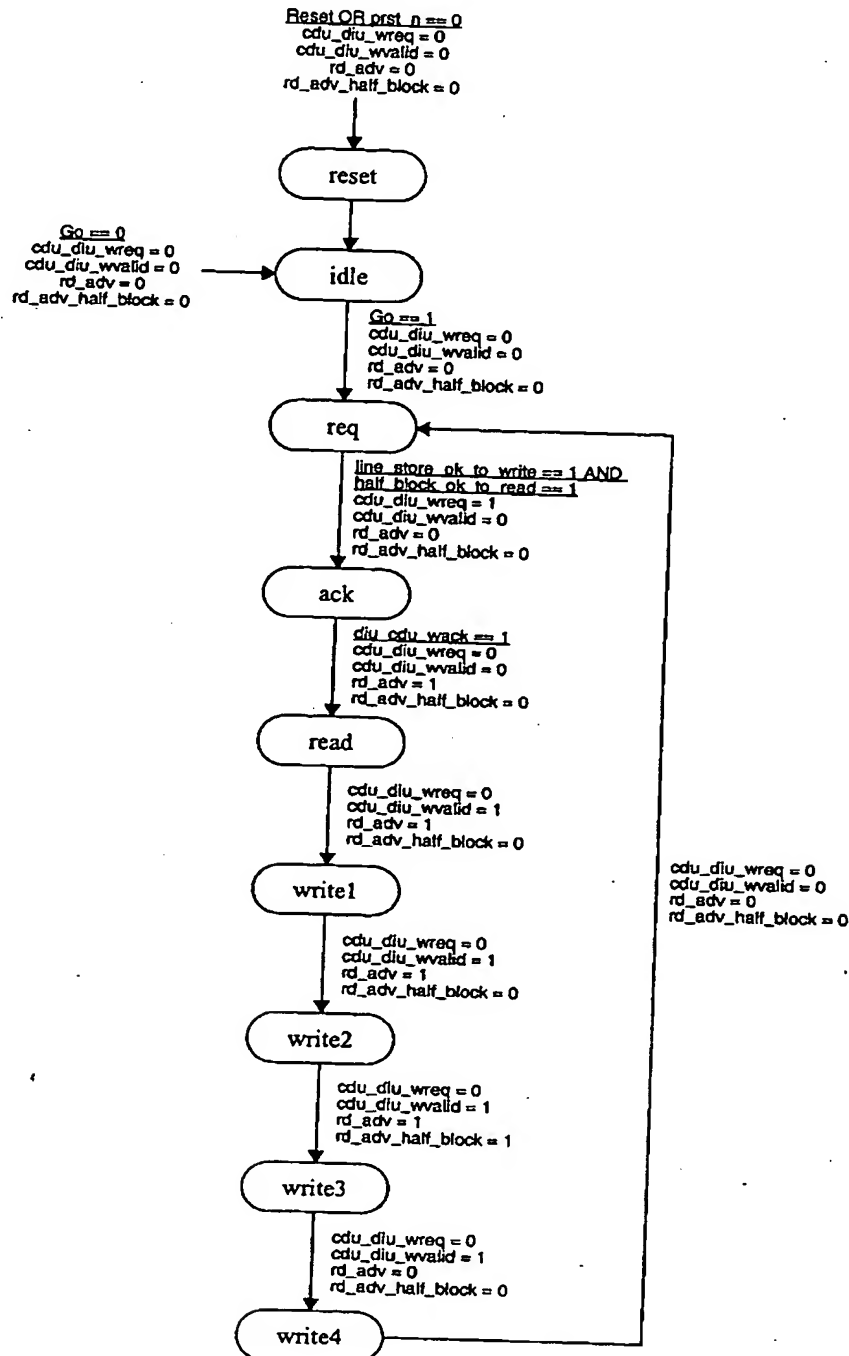 Reset OR prst_n == 0
cdu_diu_wreq = 0
cdu_diu_wvalid = 0
rd_adv = 0
rd_adv_half_block = 0
reset
Go == 0
cdu_diu_wreq = 0
cdu_diu_wvalid = 0
rd_adv = 0
rd_adv_half_block = 0
idle
Go == 1
cdu_diu_wreq = 0
cdu_diu_wvalid = 0
rd_adv = 0
rd_adv_half_block = 0
req
line_store_ok_to_write == 1 AND
half_block_ok_to_read == 1
cdu_diu_wreq = 1
cdu_diu_wvalid = 0
rd_adv = 0
rd_adv_half_block = 0
ack
diu_cdu_wack == 1
cdu_diu_wreq = 0
cdu_diu_wvalid = 0
rd_adv = 1
rd_adv_half_block = 0
read
cdu_diu_wreq = 0
cdu_diu_wvalid = 1
rd_adv = 1
rd_adv_half_block = 0
cdu_diu_wreq = 0
cdu_diu_wvalid = 0
rd_adv = 0
rd_adv_half_block = 0
write1
cdu_diu_wreq = 0
cdu_diu_wvalid = 1
rd_adv = 1
rd_adv_half_block = 0
write2
cdu_diu_wreq = 0
cdu_diu_wvalid = 1
rd_adv = 1
rd_adv_half_block = 1
write3
cdu_diu_wreq = 0
cdu_diu_wvalid = 1
rd_adv = 0
rd_adv_half_block = 0
write4